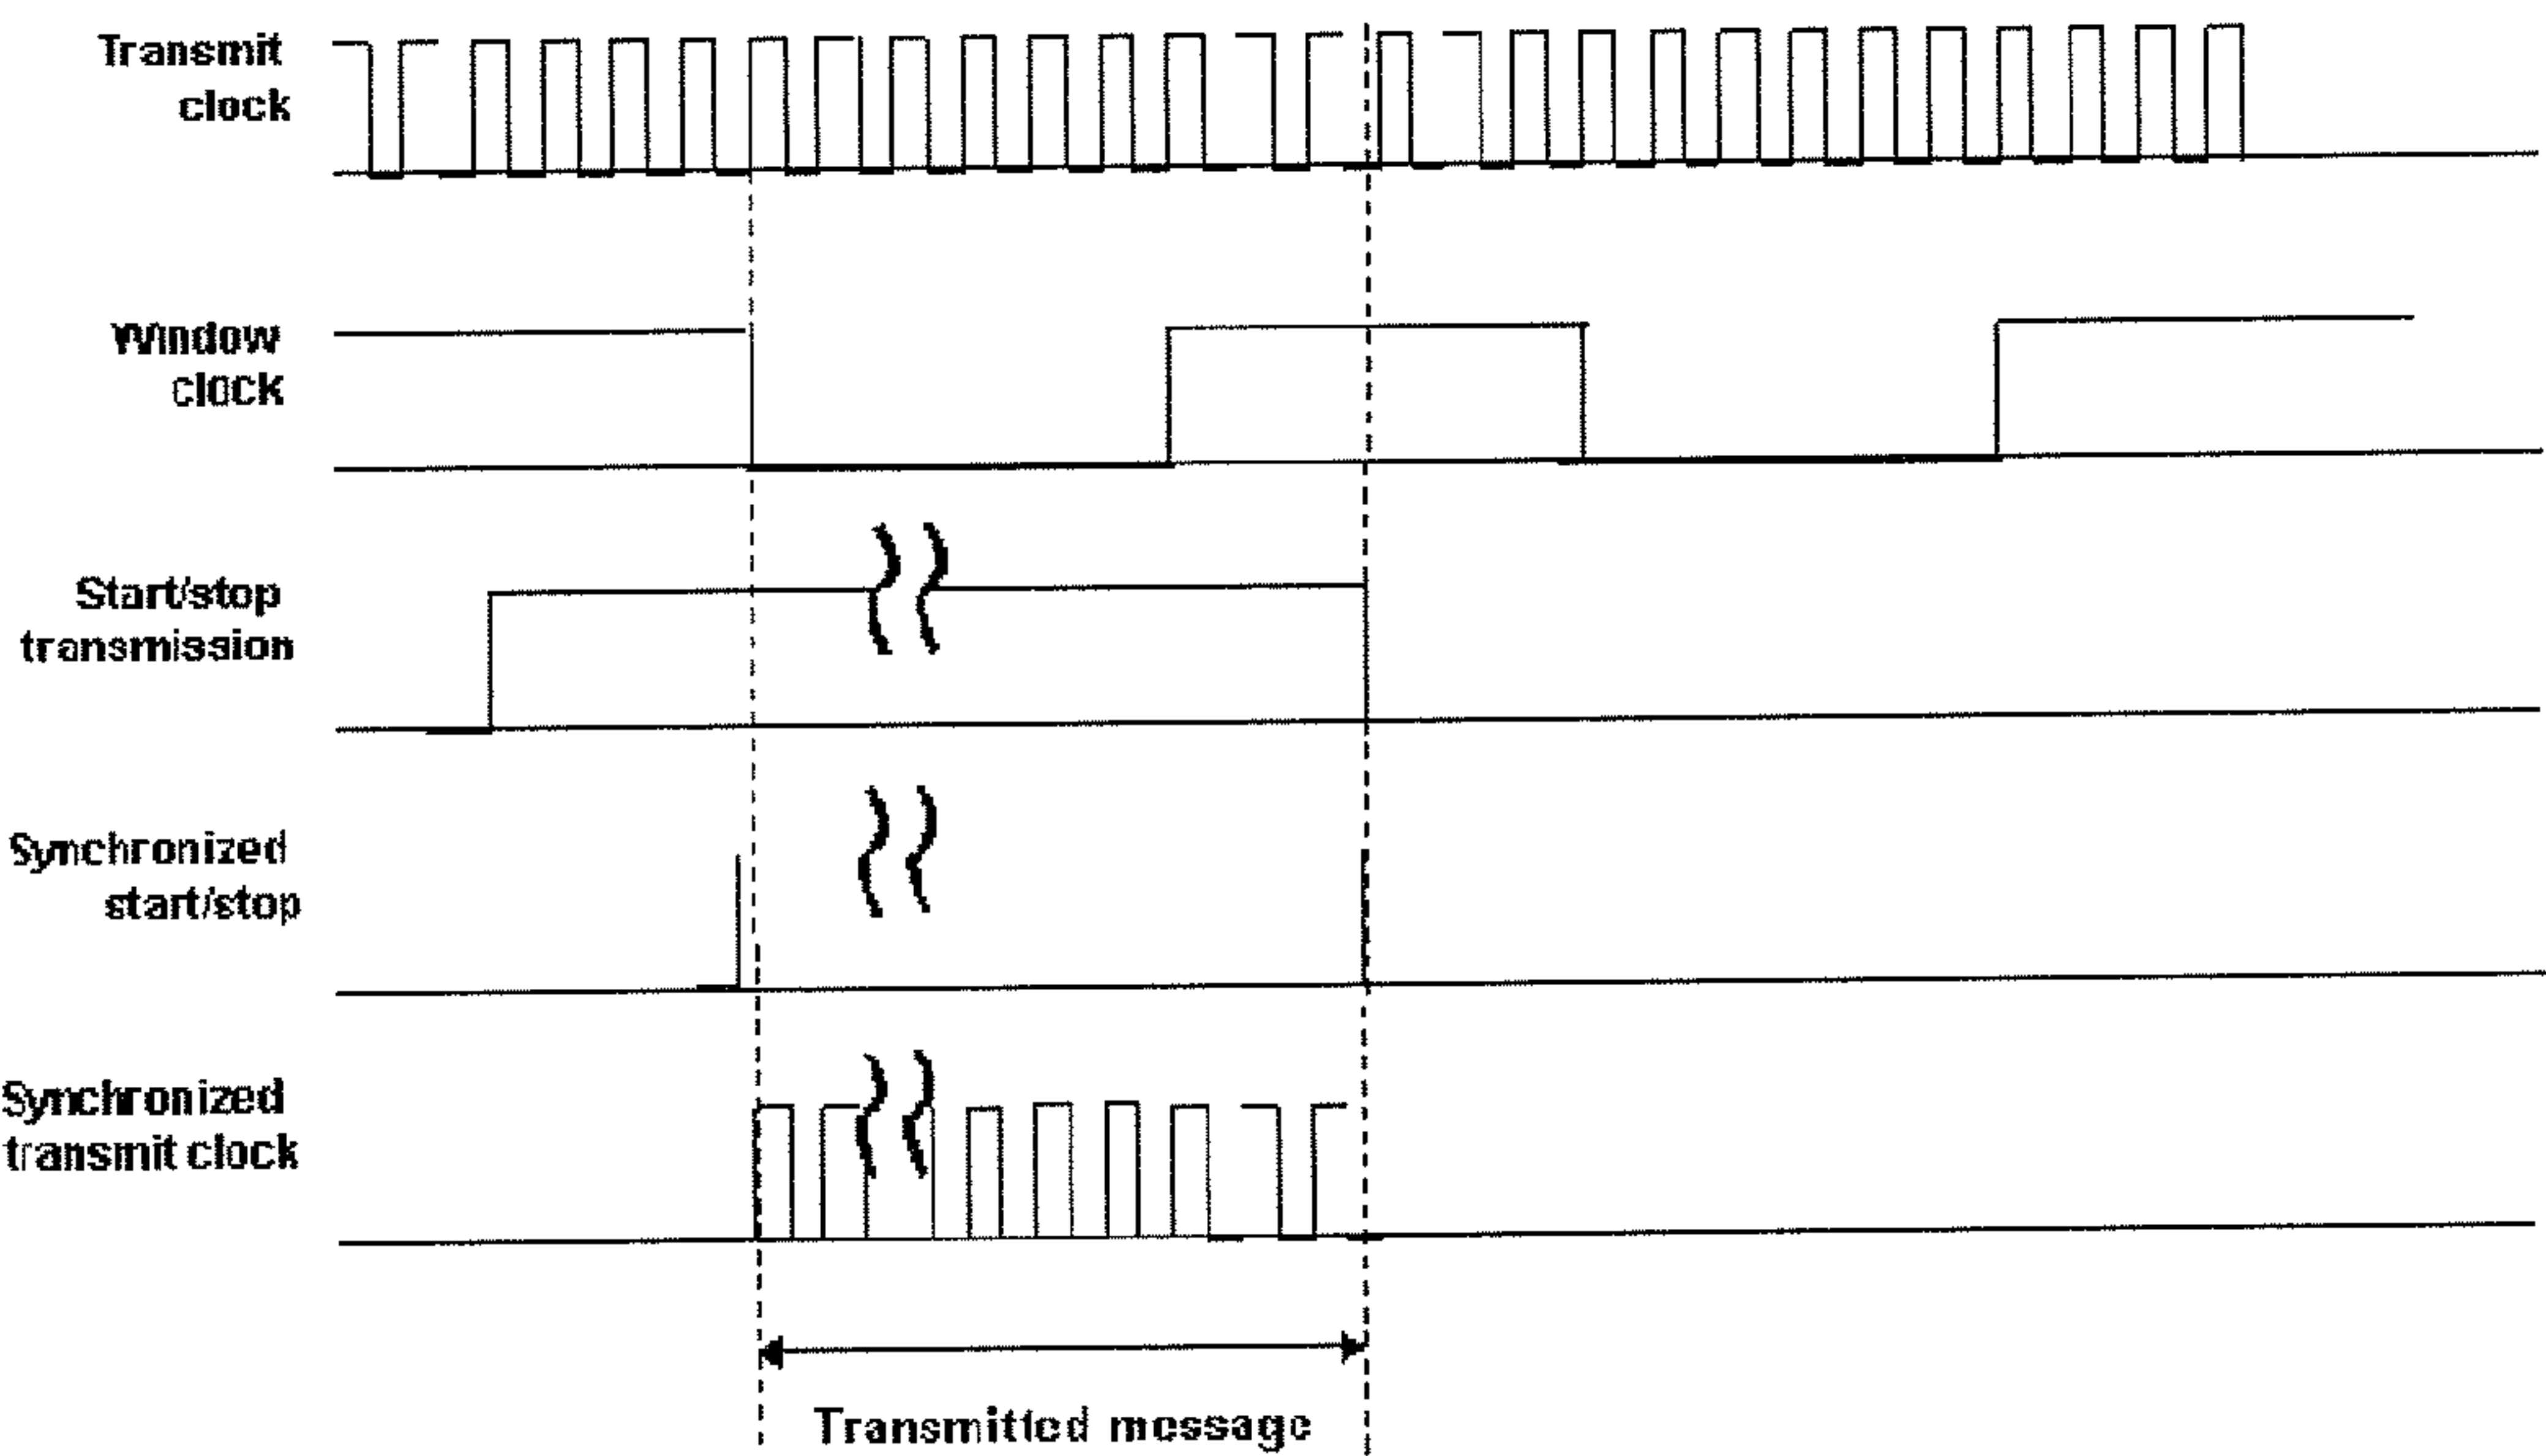 Transmit
clock
Window
clock
Start/stop
transmission
Synchronized
start/stop
Synchronized
transmit clock
Transmitted message